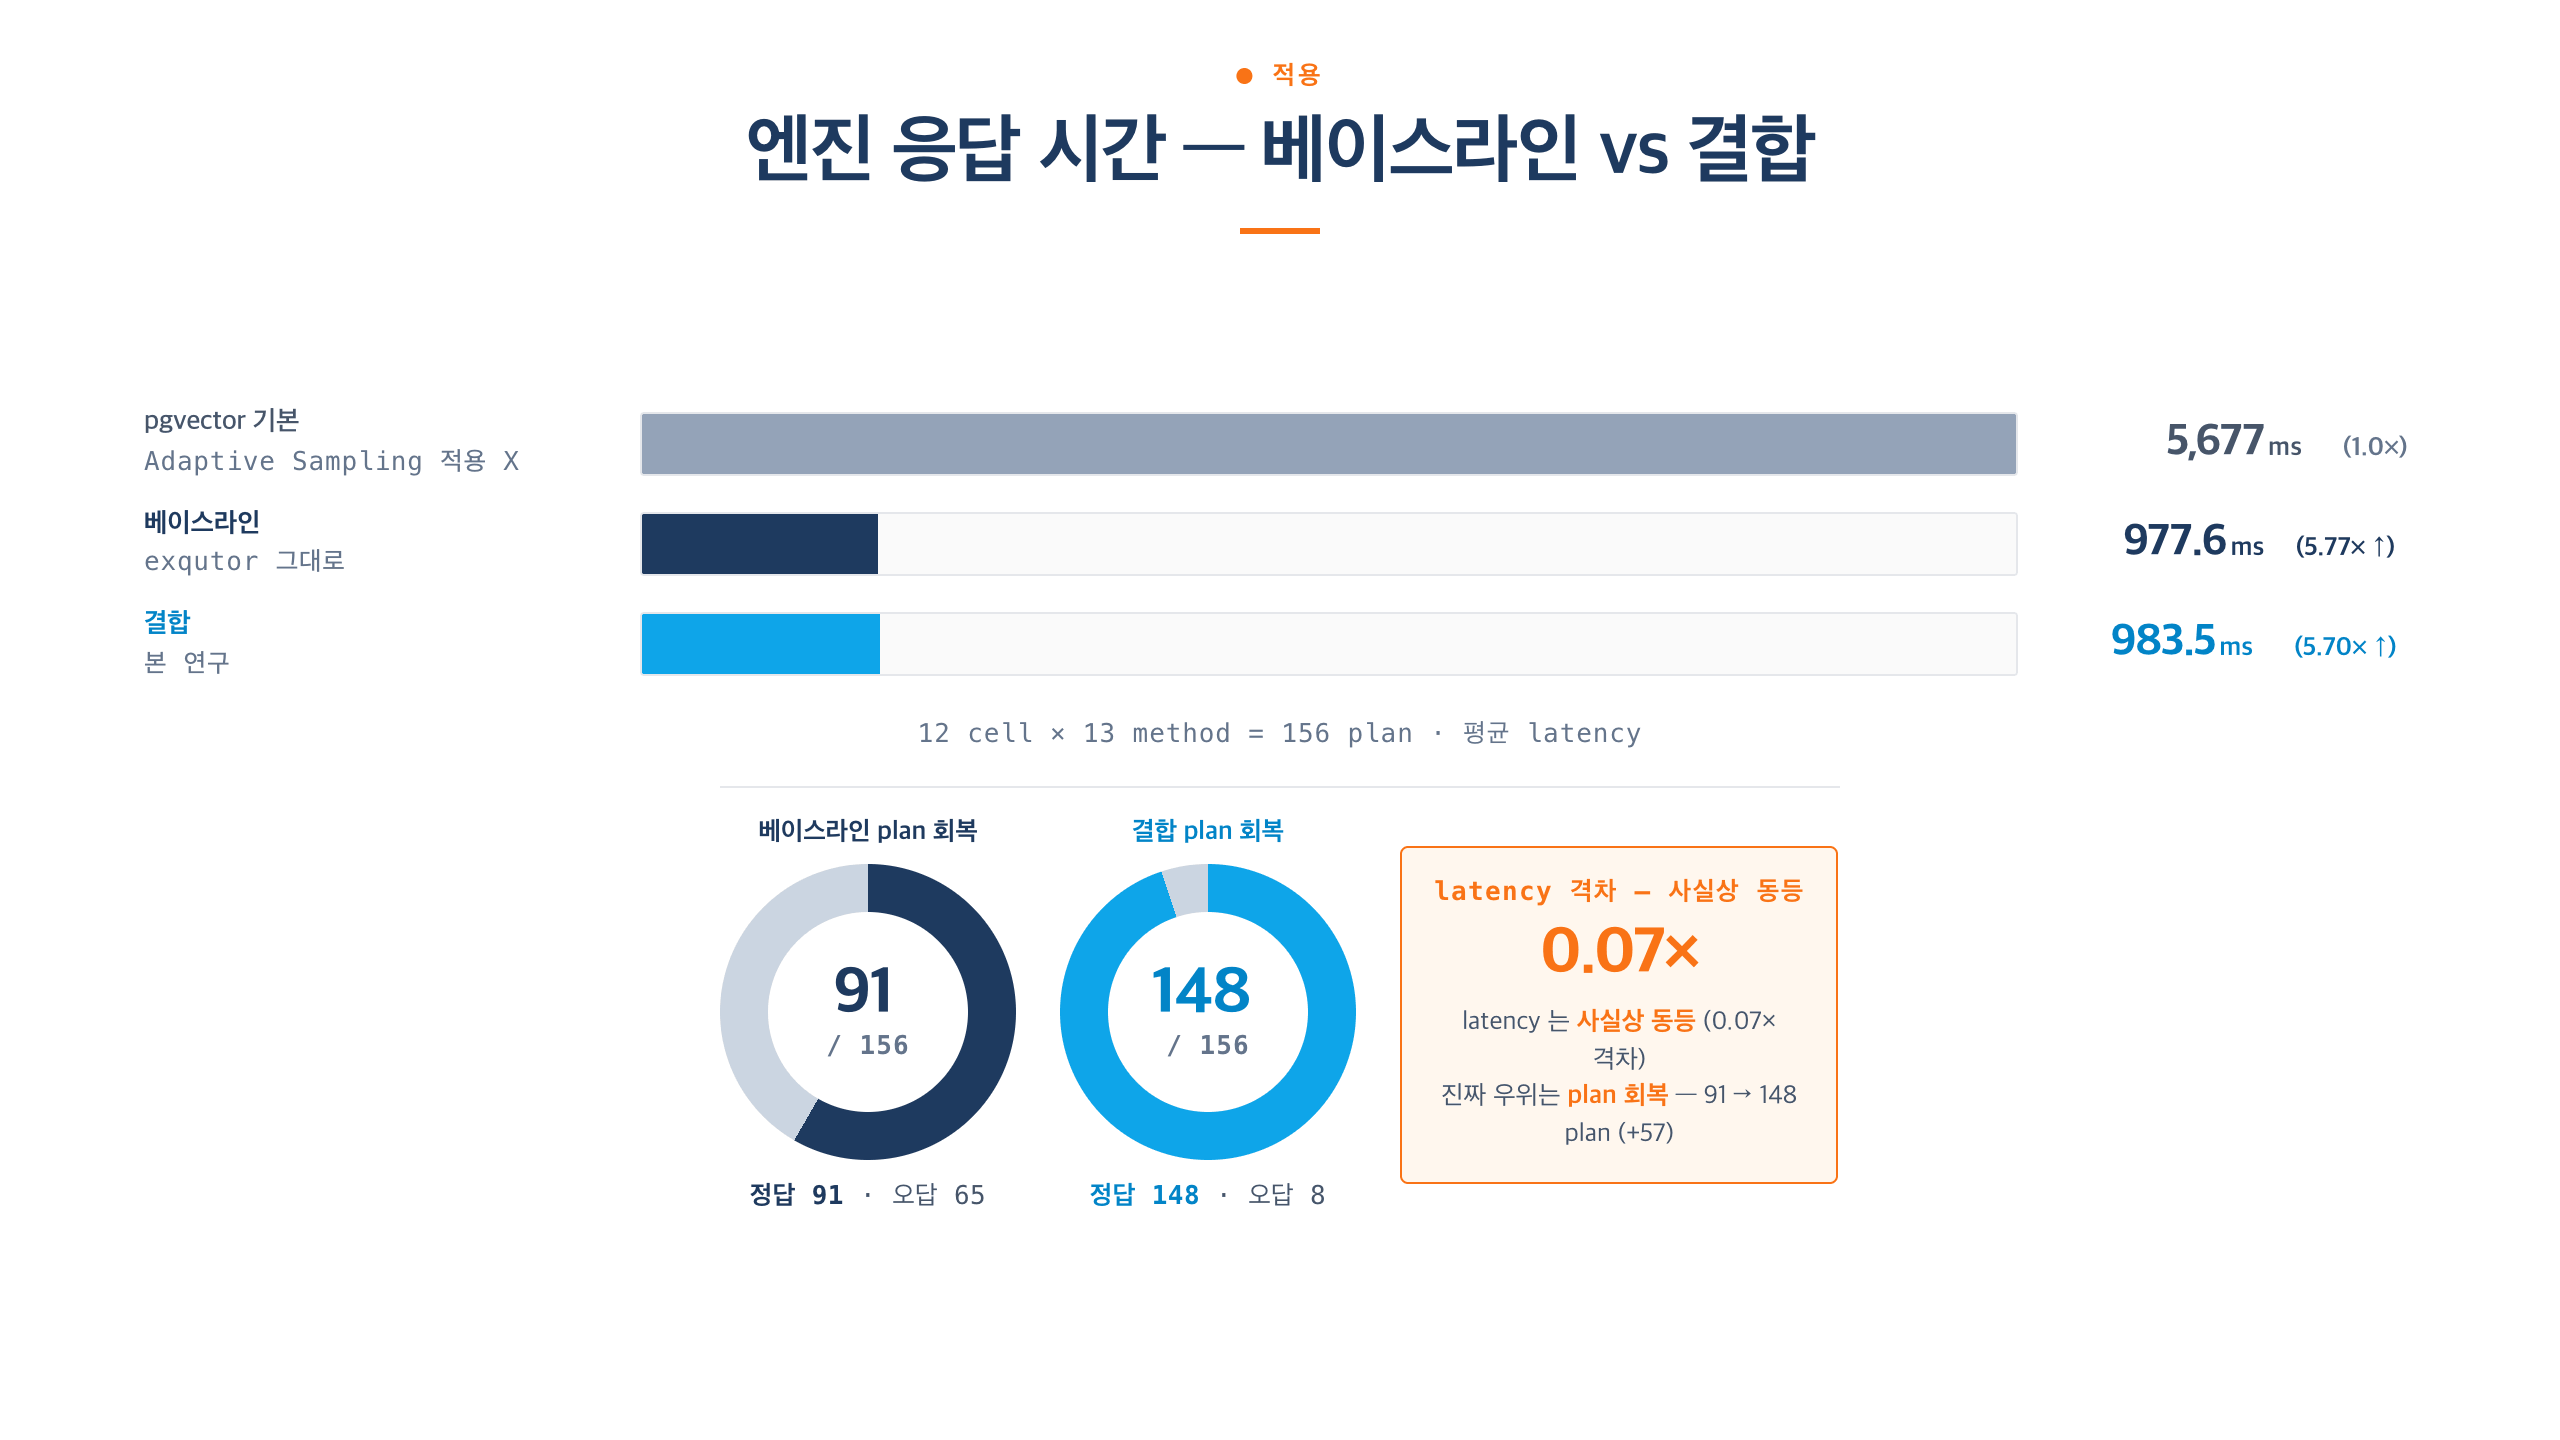 ● 적용
엔진 응답 시간 — 베이스라인 vs 결합
pgvector 기본
Adaptive Sampling 적용 X
5,677 ms (1.0×)
베이스라인
exqutor 그대로
977.6 ms (5.77× ↑)
결합
본 연구
983.5 ms (5.70× ↑)
12 cell × 13 method = 156 plan · 평균 latency
베이스라인 plan 회복
91
/ 156
정답 91 · 오답 65
결합 plan 회복
148
/ 156
정답 148 · 오답 8
latency 격차 — 사실상 동등
0.07×
latency 는 사실상 동등 (0.07×
격차)
진짜 우위는 plan 회복 — 91 → 148
plan (+57)